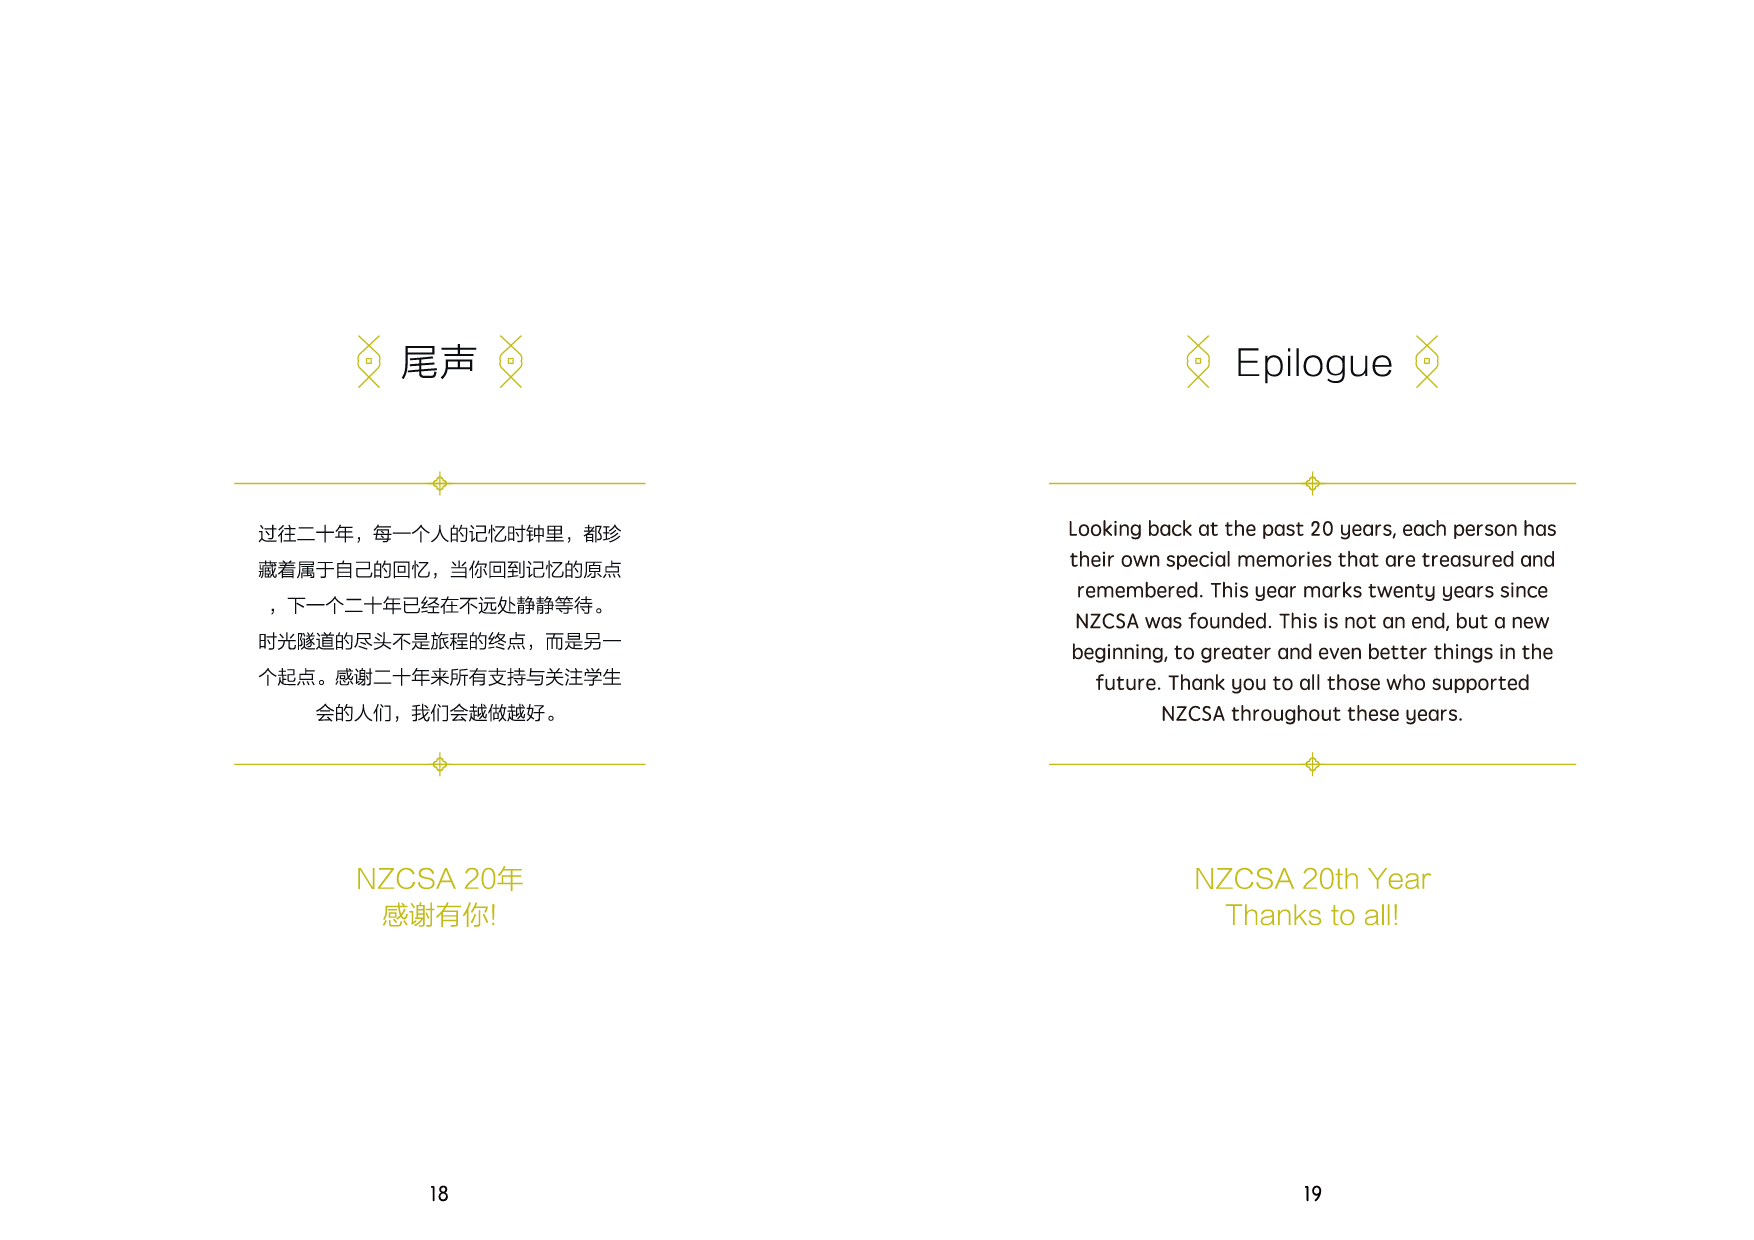 尾声
过往二十年，每一个人的记忆时钟里，都珍
藏着属于自己的回忆，当你回到记忆的原点
，下一个二十年已经在不远处静静等待。
时光隧道的尽头不是旅程的终点，而是另一
个起点。感谢二十年来所有支持与关注学生
会的人们，我们会越做越好。
NZCSA 20年
感谢有你!
18
Epilogue
Looking back at the past 20 years, each person has
their own special memories that are treasured and
remembered. This year marks twenty years since
NZCSA was founded. This is not an end, but a new
beginning, to greater and even better things in the
future. Thank you to all those who supported
NZCSA throughout these years.
NZCSA 20th Year
Thanks to all!
19